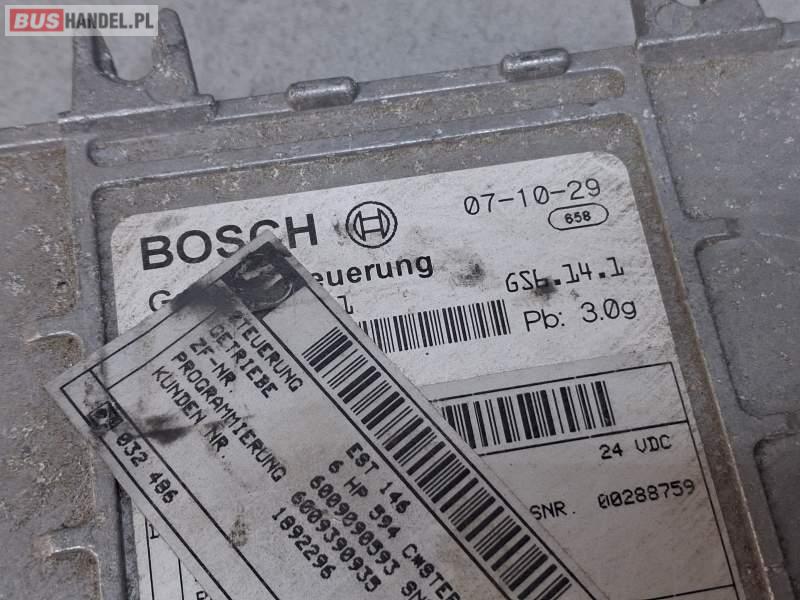 BUSHANDEL.PL
BOSCH
07-10-29
658
euerung
GS6.14.1
Pb: 3.0g
24 VDC
SNR. 00288759
STEUERUNG EST 146
GETRIEBE 6 HP 594
ZF-NR. 6009090593 SN
PROGRAMMIERUNG 6009390935
KUNDEN NR. 1892296
032 486